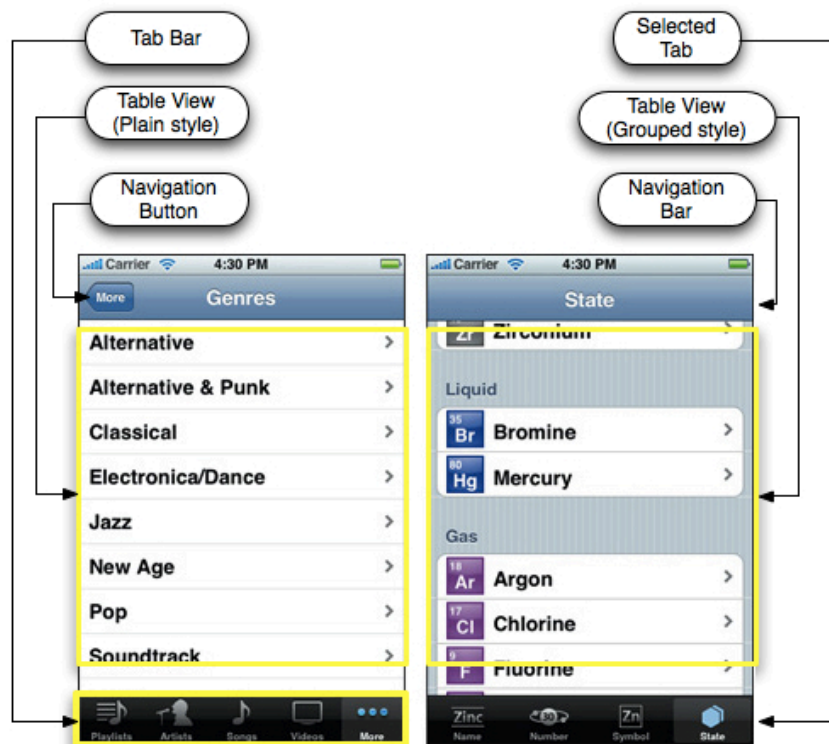 Tab Bar
Selected
Tab
Table View
(Plain style)
Table View
(Grouped style)
Navigation
Button
Navigation
Bar
Carrier 4:30 PM
More Genres
Alternative
Alternative & Punk
Classical
Electronica/Dance
Jazz
New Age
Pop
Soundtrack
Playlists Artists Songs Videos More
Carrier 4:30 PM
State
Zr Zirconium
Liquid
35
Br Bromine
80
Hg Mercury
Gas
18
Ar Argon
17
Cl Chlorine
9
F Fluorine
Zinc 30 Zn
Name Number Symbol State